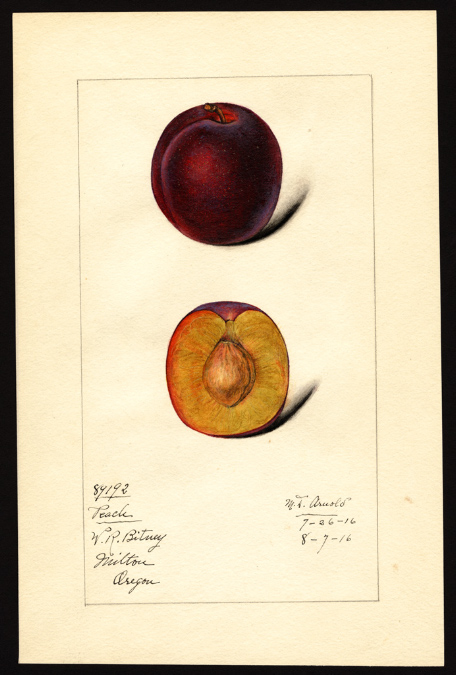 84192
Peach
W. R. Bitney
Milton
Oregon
M. F. Arnold
7-26-16
8-7-16